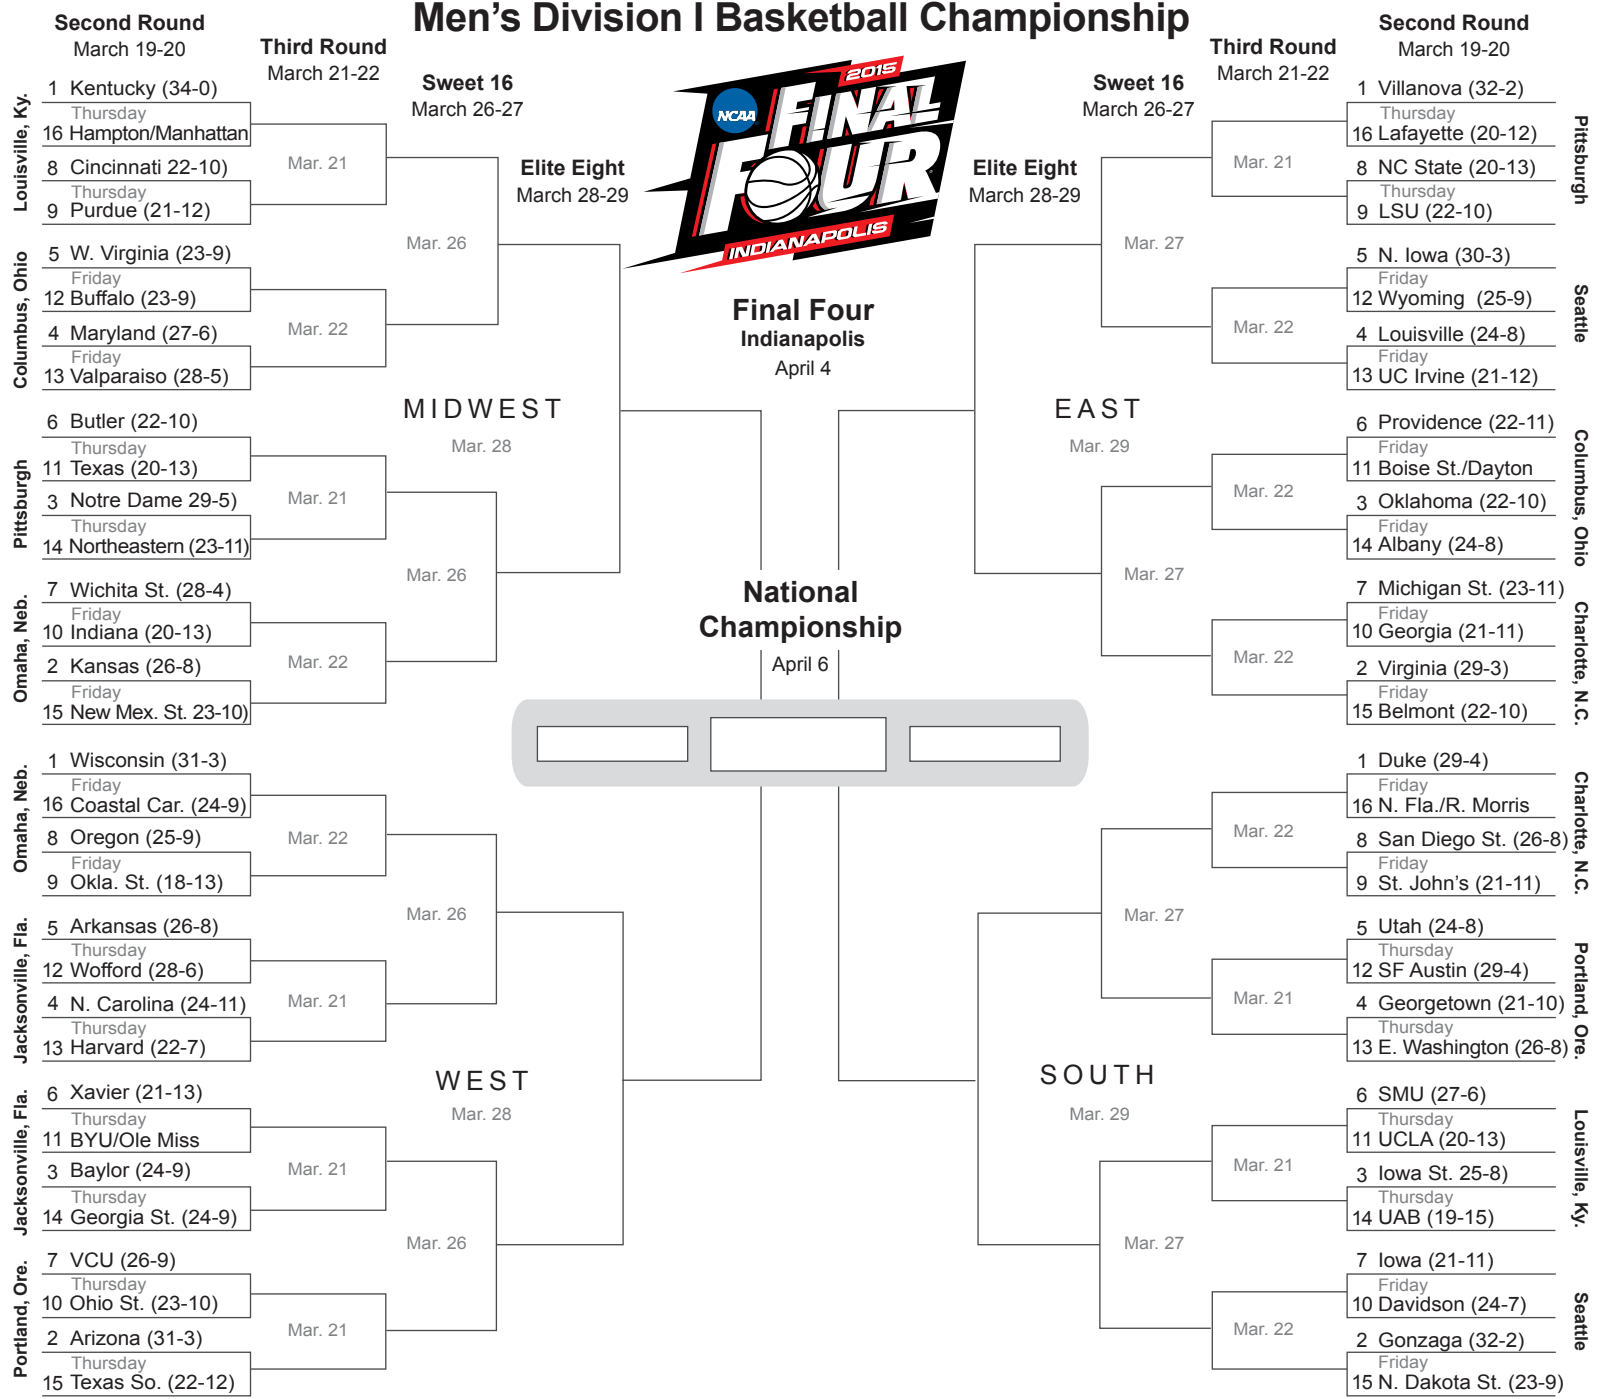 Men's Division I Basketball Championship
Second Round
March 19-20
Third Round
March 21-22
Sweet 16
March 26-27
Elite Eight
March 28-29
Louisville, Ky.
1 Kentucky (34-0)
Thursday
16 Hampton/Manhattan
Mar. 21
8 Cincinnati 22-10)
Thursday
9 Purdue (21-12)
Mar. 26
Columbus, Ohio
5 W. Virginia (23-9)
Friday
12 Buffalo (23-9)
Mar. 22
4 Maryland (27-6)
Friday
13 Valparaiso (28-5)
MIDWEST
Mar. 28
Pittsburgh
6 Butler (22-10)
Thursday
11 Texas (20-13)
Mar. 21
3 Notre Dame 29-5)
Thursday
14 Northeastern (23-11)
Mar. 26
Omaha, Neb.
7 Wichita St. (28-4)
Friday
10 Indiana (20-13)
Mar. 22
2 Kansas (26-8)
Friday
15 New Mex. St. 23-10)
Omaha, Neb.
1 Wisconsin (31-3)
Friday
16 Coastal Car. (24-9)
Mar. 22
8 Oregon (25-9)
Friday
9 Okla. St. (18-13)
Mar. 26
Jacksonville, Fla.
5 Arkansas (26-8)
Thursday
12 Wofford (28-6)
Mar. 21
4 N. Carolina (24-11)
Thursday
13 Harvard (22-7)
WEST
Mar. 28
Jacksonville, Fla.
6 Xavier (21-13)
Thursday
11 BYU/Ole Miss
Mar. 21
3 Baylor (24-9)
Thursday
14 Georgia St. (24-9)
Mar. 26
Portland, Ore.
7 VCU (26-9)
Thursday
10 Ohio St. (23-10)
Mar. 21
2 Arizona (31-3)
Thursday
15 Texas So. (22-12)
2015
NCAA
FINAL
FOUR
INDIANAPOLIS
Final Four
Indianapolis
April 4
National
Championship
April 6
Second Round
March 19-20
Third Round
March 21-22
Sweet 16
March 26-27
Elite Eight
March 28-29
Pittsburgh
1 Villanova (32-2)
Thursday
16 Lafayette (20-12)
Mar. 21
8 NC State (20-13)
Thursday
9 LSU (22-10)
Mar. 27
Seattle
5 N. Iowa (30-3)
Friday
12 Wyoming (25-9)
Mar. 22
4 Louisville (24-8)
Friday
13 UC Irvine (21-12)
EAST
Mar. 29
Columbus, Ohio
6 Providence (22-11)
Friday
11 Boise St./Dayton
Mar. 22
3 Oklahoma (22-10)
Friday
14 Albany (24-8)
Mar. 27
Charlotte, N.C.
7 Michigan St. (23-11)
Friday
10 Georgia (21-11)
Mar. 22
2 Virginia (29-3)
Friday
15 Belmont (22-10)
Charlotte, N.C.
1 Duke (29-4)
Friday
16 N. Fla./R. Morris
Mar. 22
8 San Diego St. (26-8)
Friday
9 St. John's (21-11)
Mar. 27
Portland, Ore.
5 Utah (24-8)
Thursday
12 SF Austin (29-4)
Mar. 21
4 Georgetown (21-10)
Thursday
13 E. Washington (26-8)
SOUTH
Mar. 29
Louisville, Ky.
6 SMU (27-6)
Thursday
11 UCLA (20-13)
Mar. 21
3 Iowa St. 25-8)
Thursday
14 UAB (19-15)
Mar. 27
Seattle
7 Iowa (21-11)
Friday
10 Davidson (24-7)
Mar. 22
2 Gonzaga (32-2)
Friday
15 N. Dakota St. (23-9)